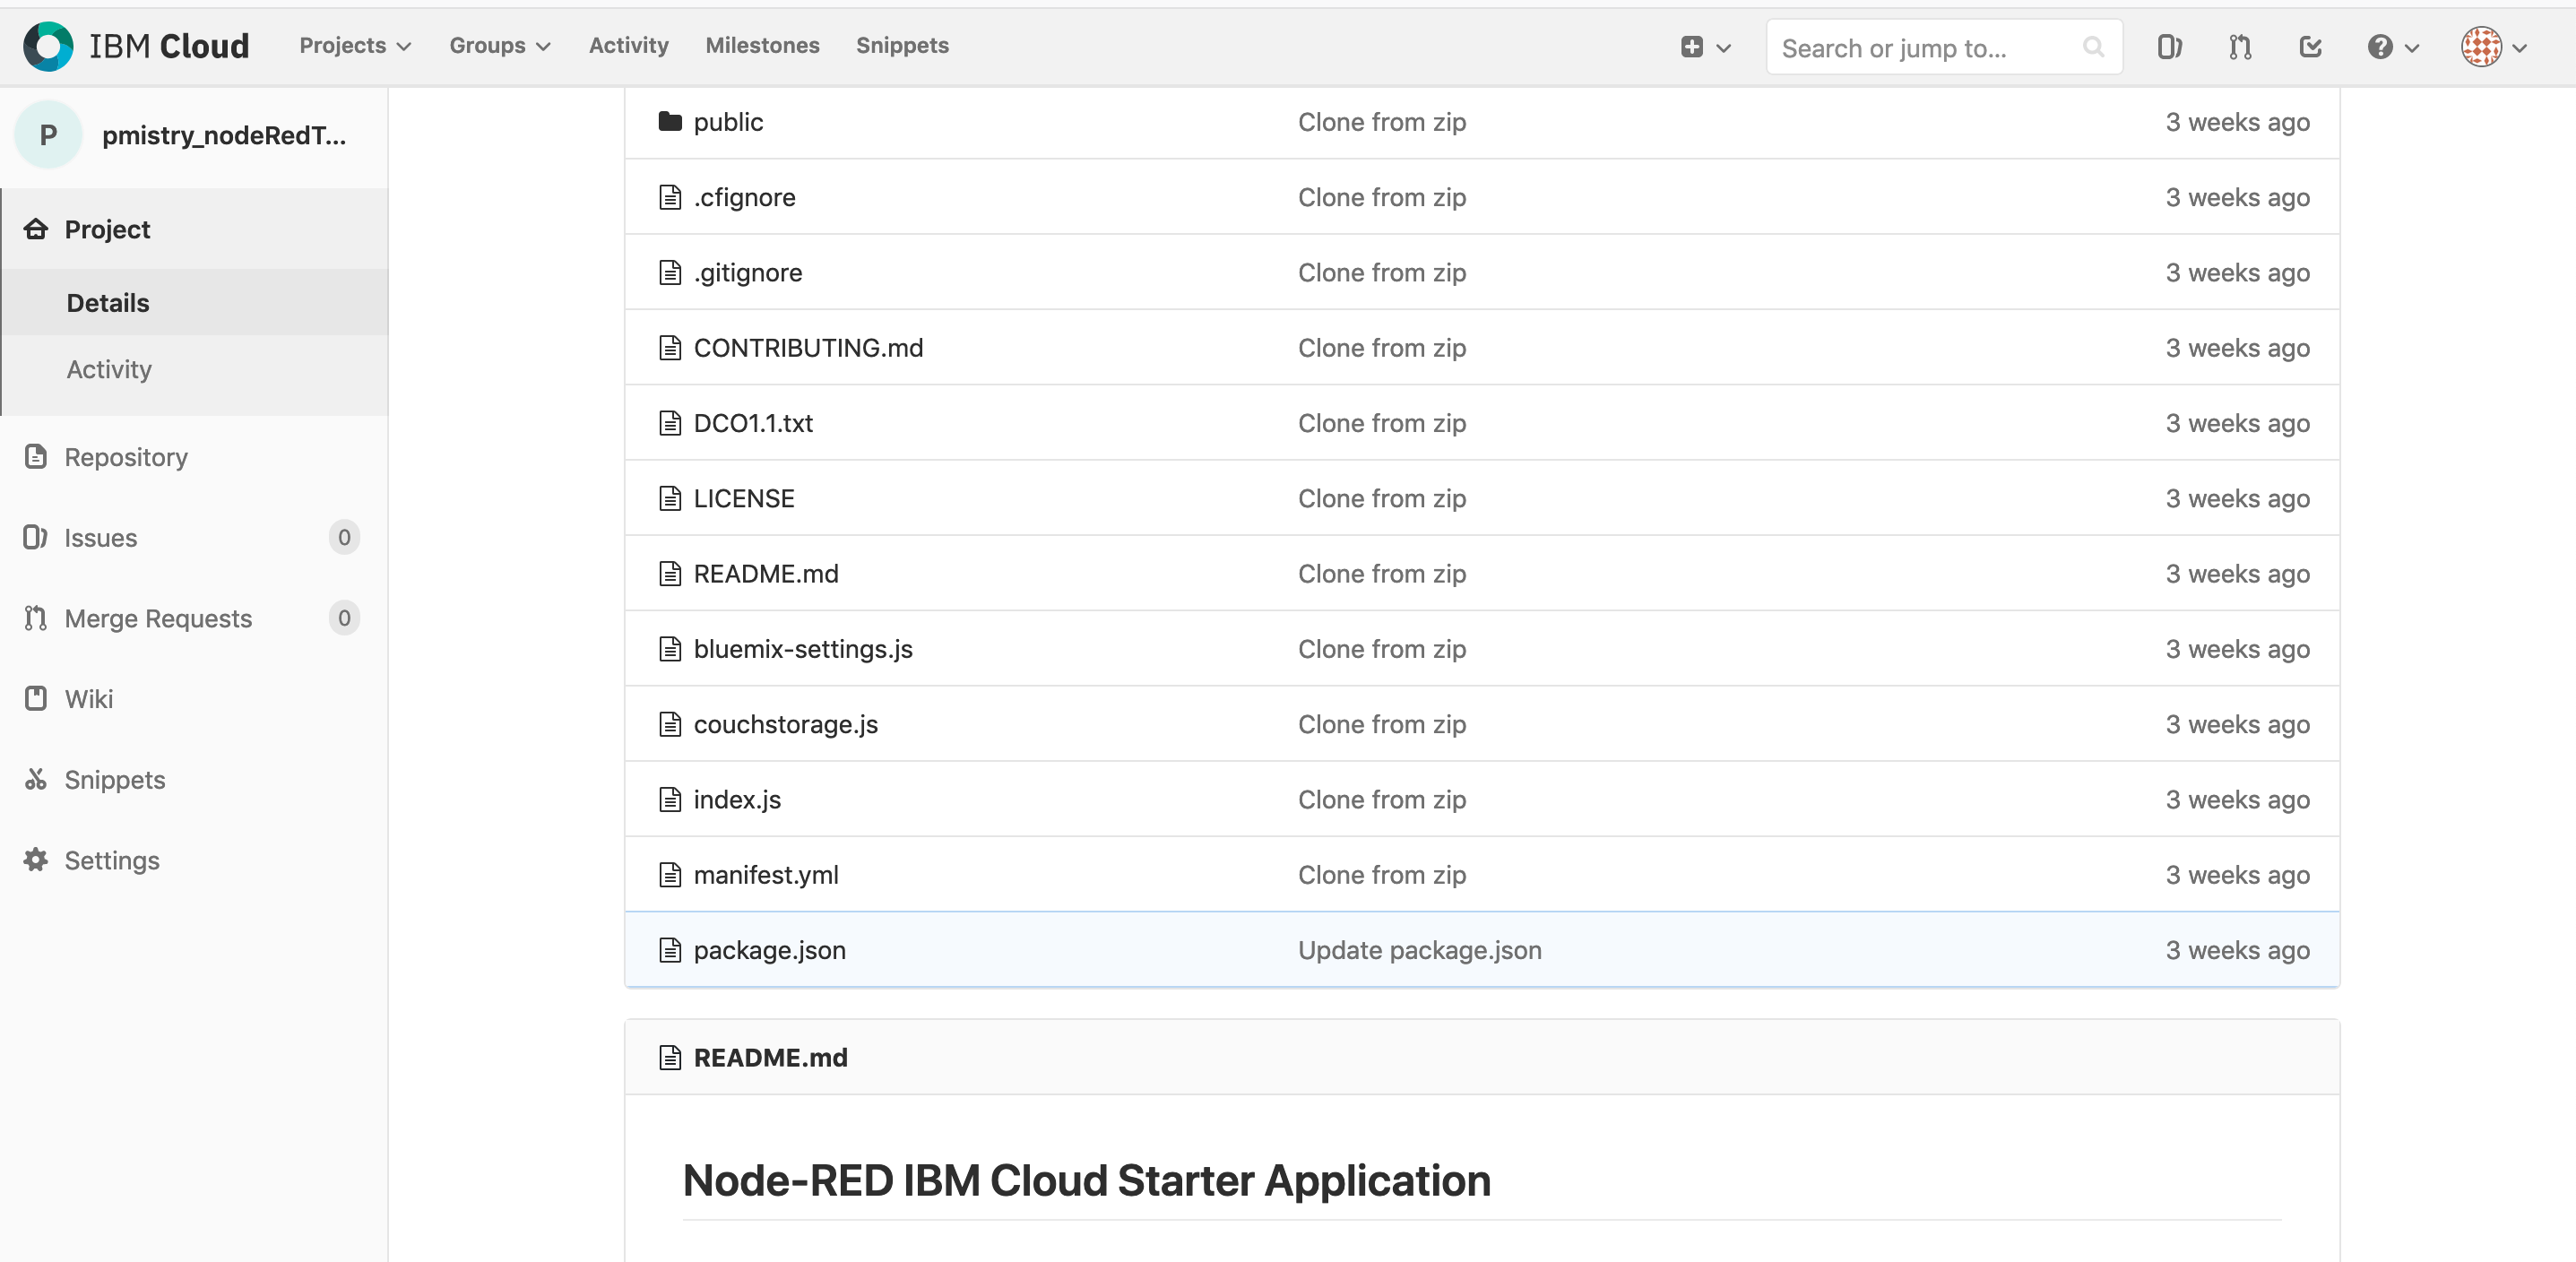 IBM Cloud Projects Groups Activity Milestones Snippets Search or jump to...
P pmistry_nodeRedT...
Project
Details
Activity
Repository
Issues 0
Merge Requests 0
Wiki
Snippets
Settings
public Clone from zip 3 weeks ago
.cfignore Clone from zip 3 weeks ago
.gitignore Clone from zip 3 weeks ago
CONTRIBUTING.md Clone from zip 3 weeks ago
DCO1.1.txt Clone from zip 3 weeks ago
LICENSE Clone from zip 3 weeks ago
README.md Clone from zip 3 weeks ago
bluemix-settings.js Clone from zip 3 weeks ago
couchstorage.js Clone from zip 3 weeks ago
index.js Clone from zip 3 weeks ago
manifest.yml Clone from zip 3 weeks ago
package.json Update package.json 3 weeks ago
README.md
Node-RED IBM Cloud Starter Application